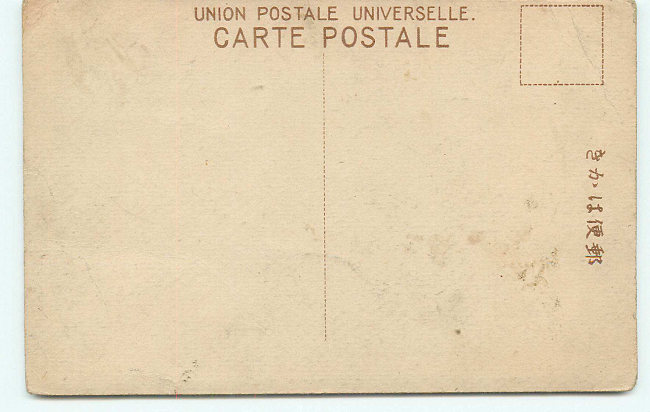 UNION POSTALE UNIVERSELLE.
CARTE POSTALE
郵便はかき